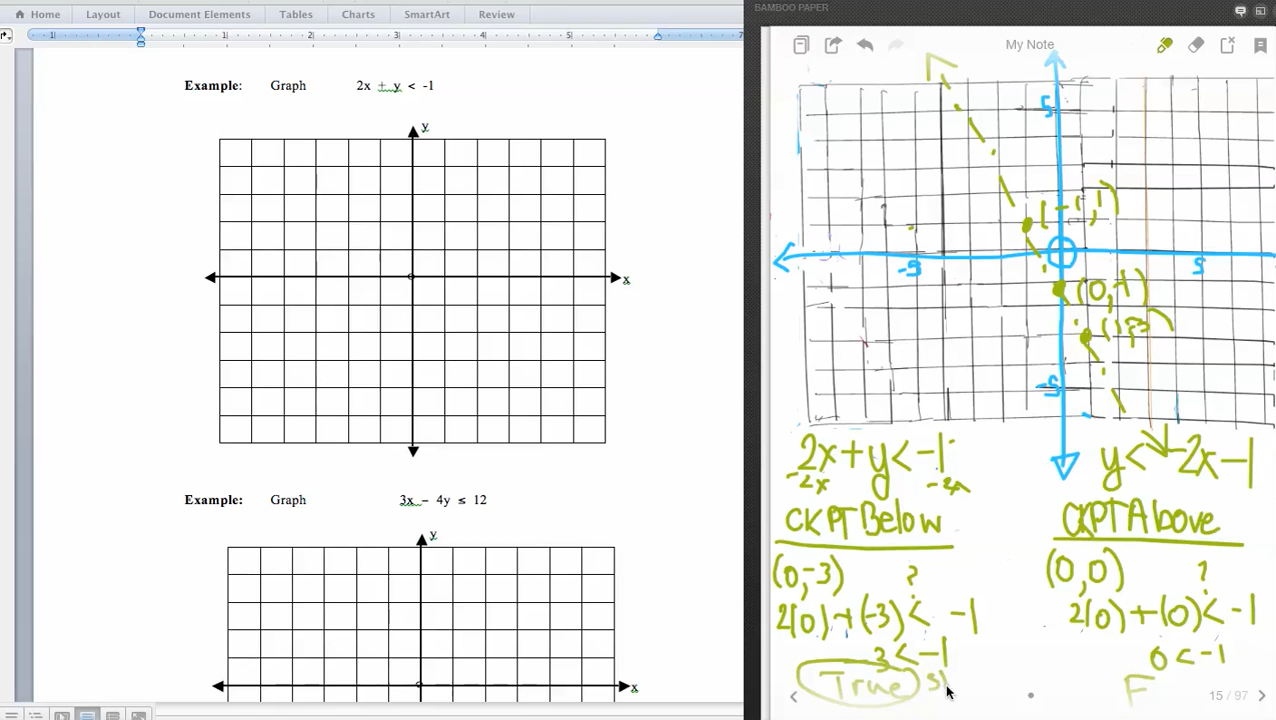 Home Layout Document Elements Tables Charts SmartArt Review
Example: Graph 2x + y < -1
y
x
Example: Graph 3x - 4y ≤ 12
y
x
BAMBOO PAPER
My Note
5
(-1,1)
-5
5
(0,-1)
-5
2x+y<-1
-2x -2x
y<-2x-1
CKPT Below
CKPT Above
(0,-3)
?
2(0)+(-3)< -1
-3<-1
True
(0,0)
?
2(0)+(0)<-1
0<-1
F
15 / 97